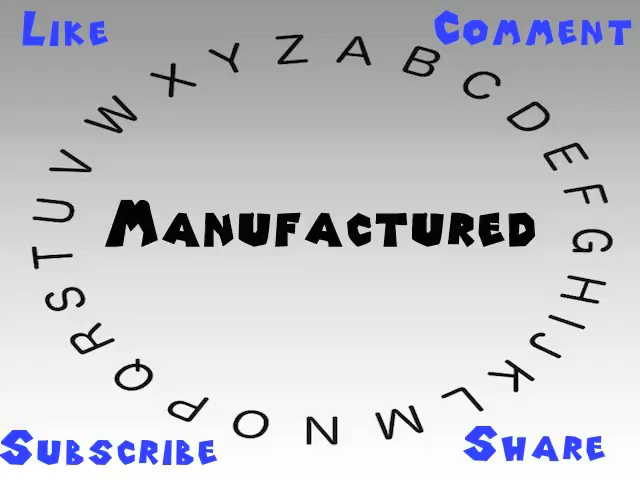 Like
Comment
A B C D E F G H I J K L M N O P Q R S T U V W X Y Z
Manufactured
Subscribe
Share